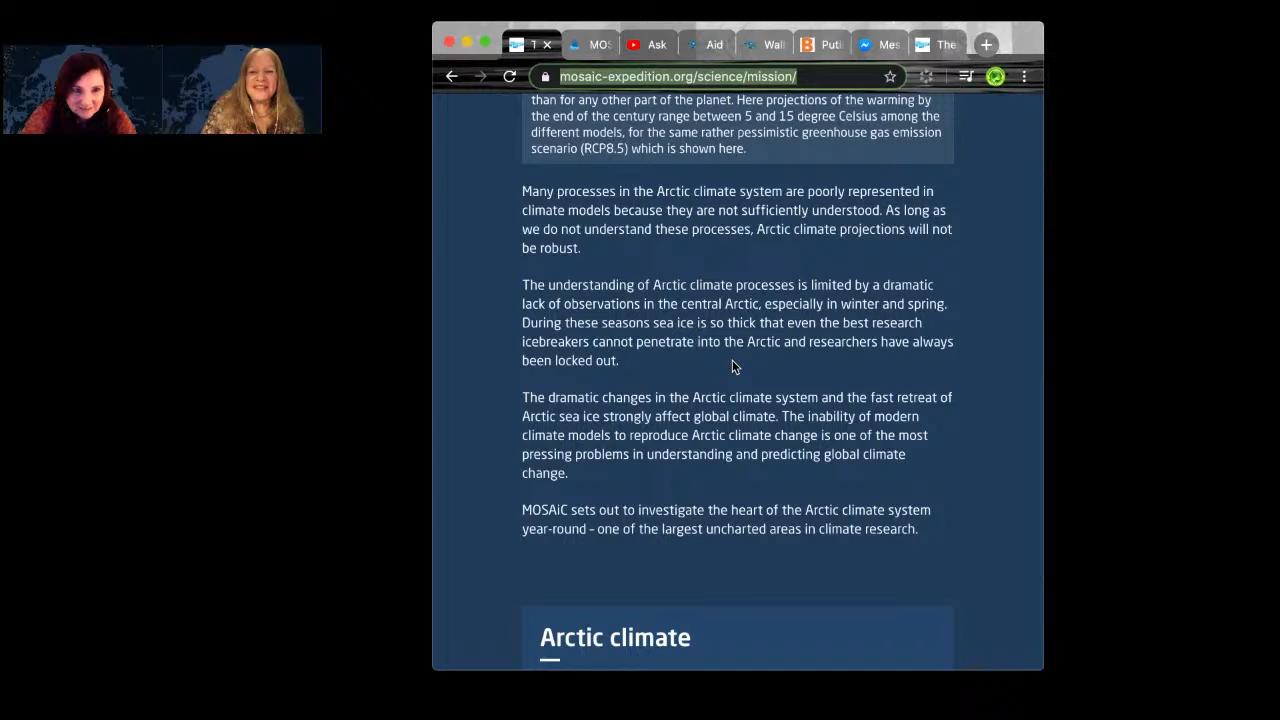 T
MOS
Ask
Aid
Wall
B
Puti
Mes
The
mosaic-expedition.org/science/mission/
than for any other part of the planet. Here projections of the warming by
the end of the century range between 5 and 15 degree Celsius among the
different models, for the same rather pessimistic greenhouse gas emission
scenario (RCP8.5) which is shown here.
Many processes in the Arctic climate system are poorly represented in
climate models because they are not sufficiently understood. As long as
we do not understand these processes, Arctic climate projections will not
be robust.
The understanding of Arctic climate processes is limited by a dramatic
lack of observations in the central Arctic, especially in winter and spring.
During these seasons sea ice is so thick that even the best research
icebreakers cannot penetrate into the Arctic and researchers have always
been locked out.
The dramatic changes in the Arctic climate system and the fast retreat of
Arctic sea ice strongly affect global climate. The inability of modern
climate models to reproduce Arctic climate change is one of the most
pressing problems in understanding and predicting global climate
change.
MOSAiC sets out to investigate the heart of the Arctic climate system
year-round – one of the largest uncharted areas in climate research.
Arctic climate